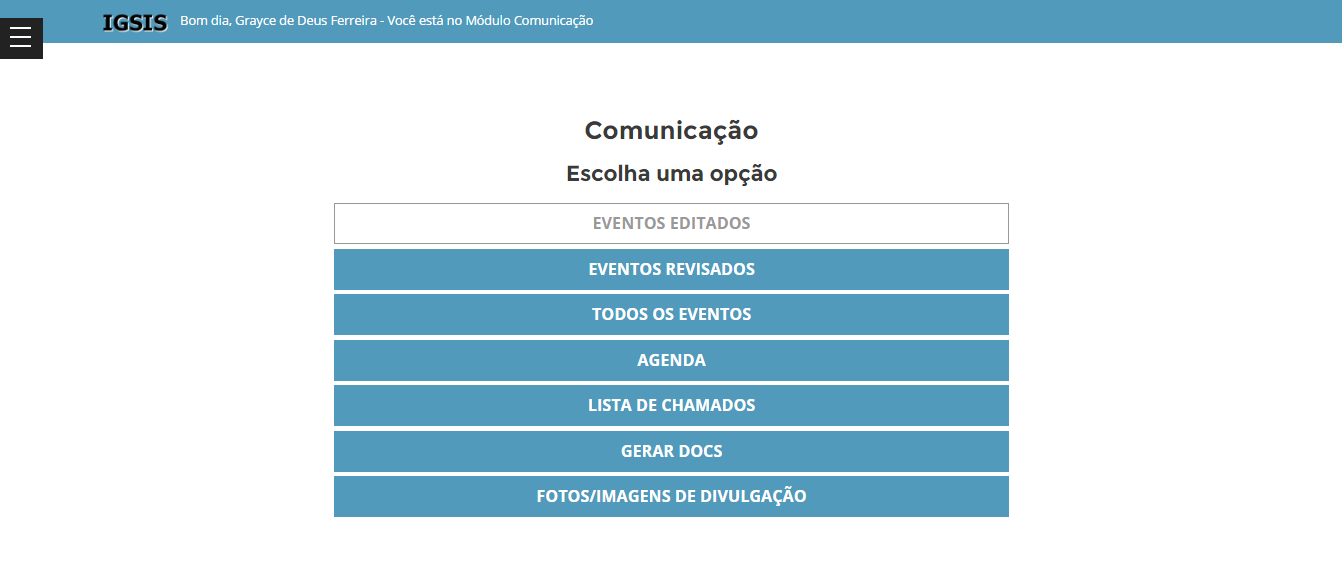 IGSIS Bom dia, Grayce de Deus Ferreira - Você está no Módulo Comunicação
Comunicação
Escolha uma opção
EVENTOS EDITADOS
EVENTOS REVISADOS
TODOS OS EVENTOS
AGENDA
LISTA DE CHAMADOS
GERAR DOCS
FOTOS/IMAGENS DE DIVULGAÇÃO